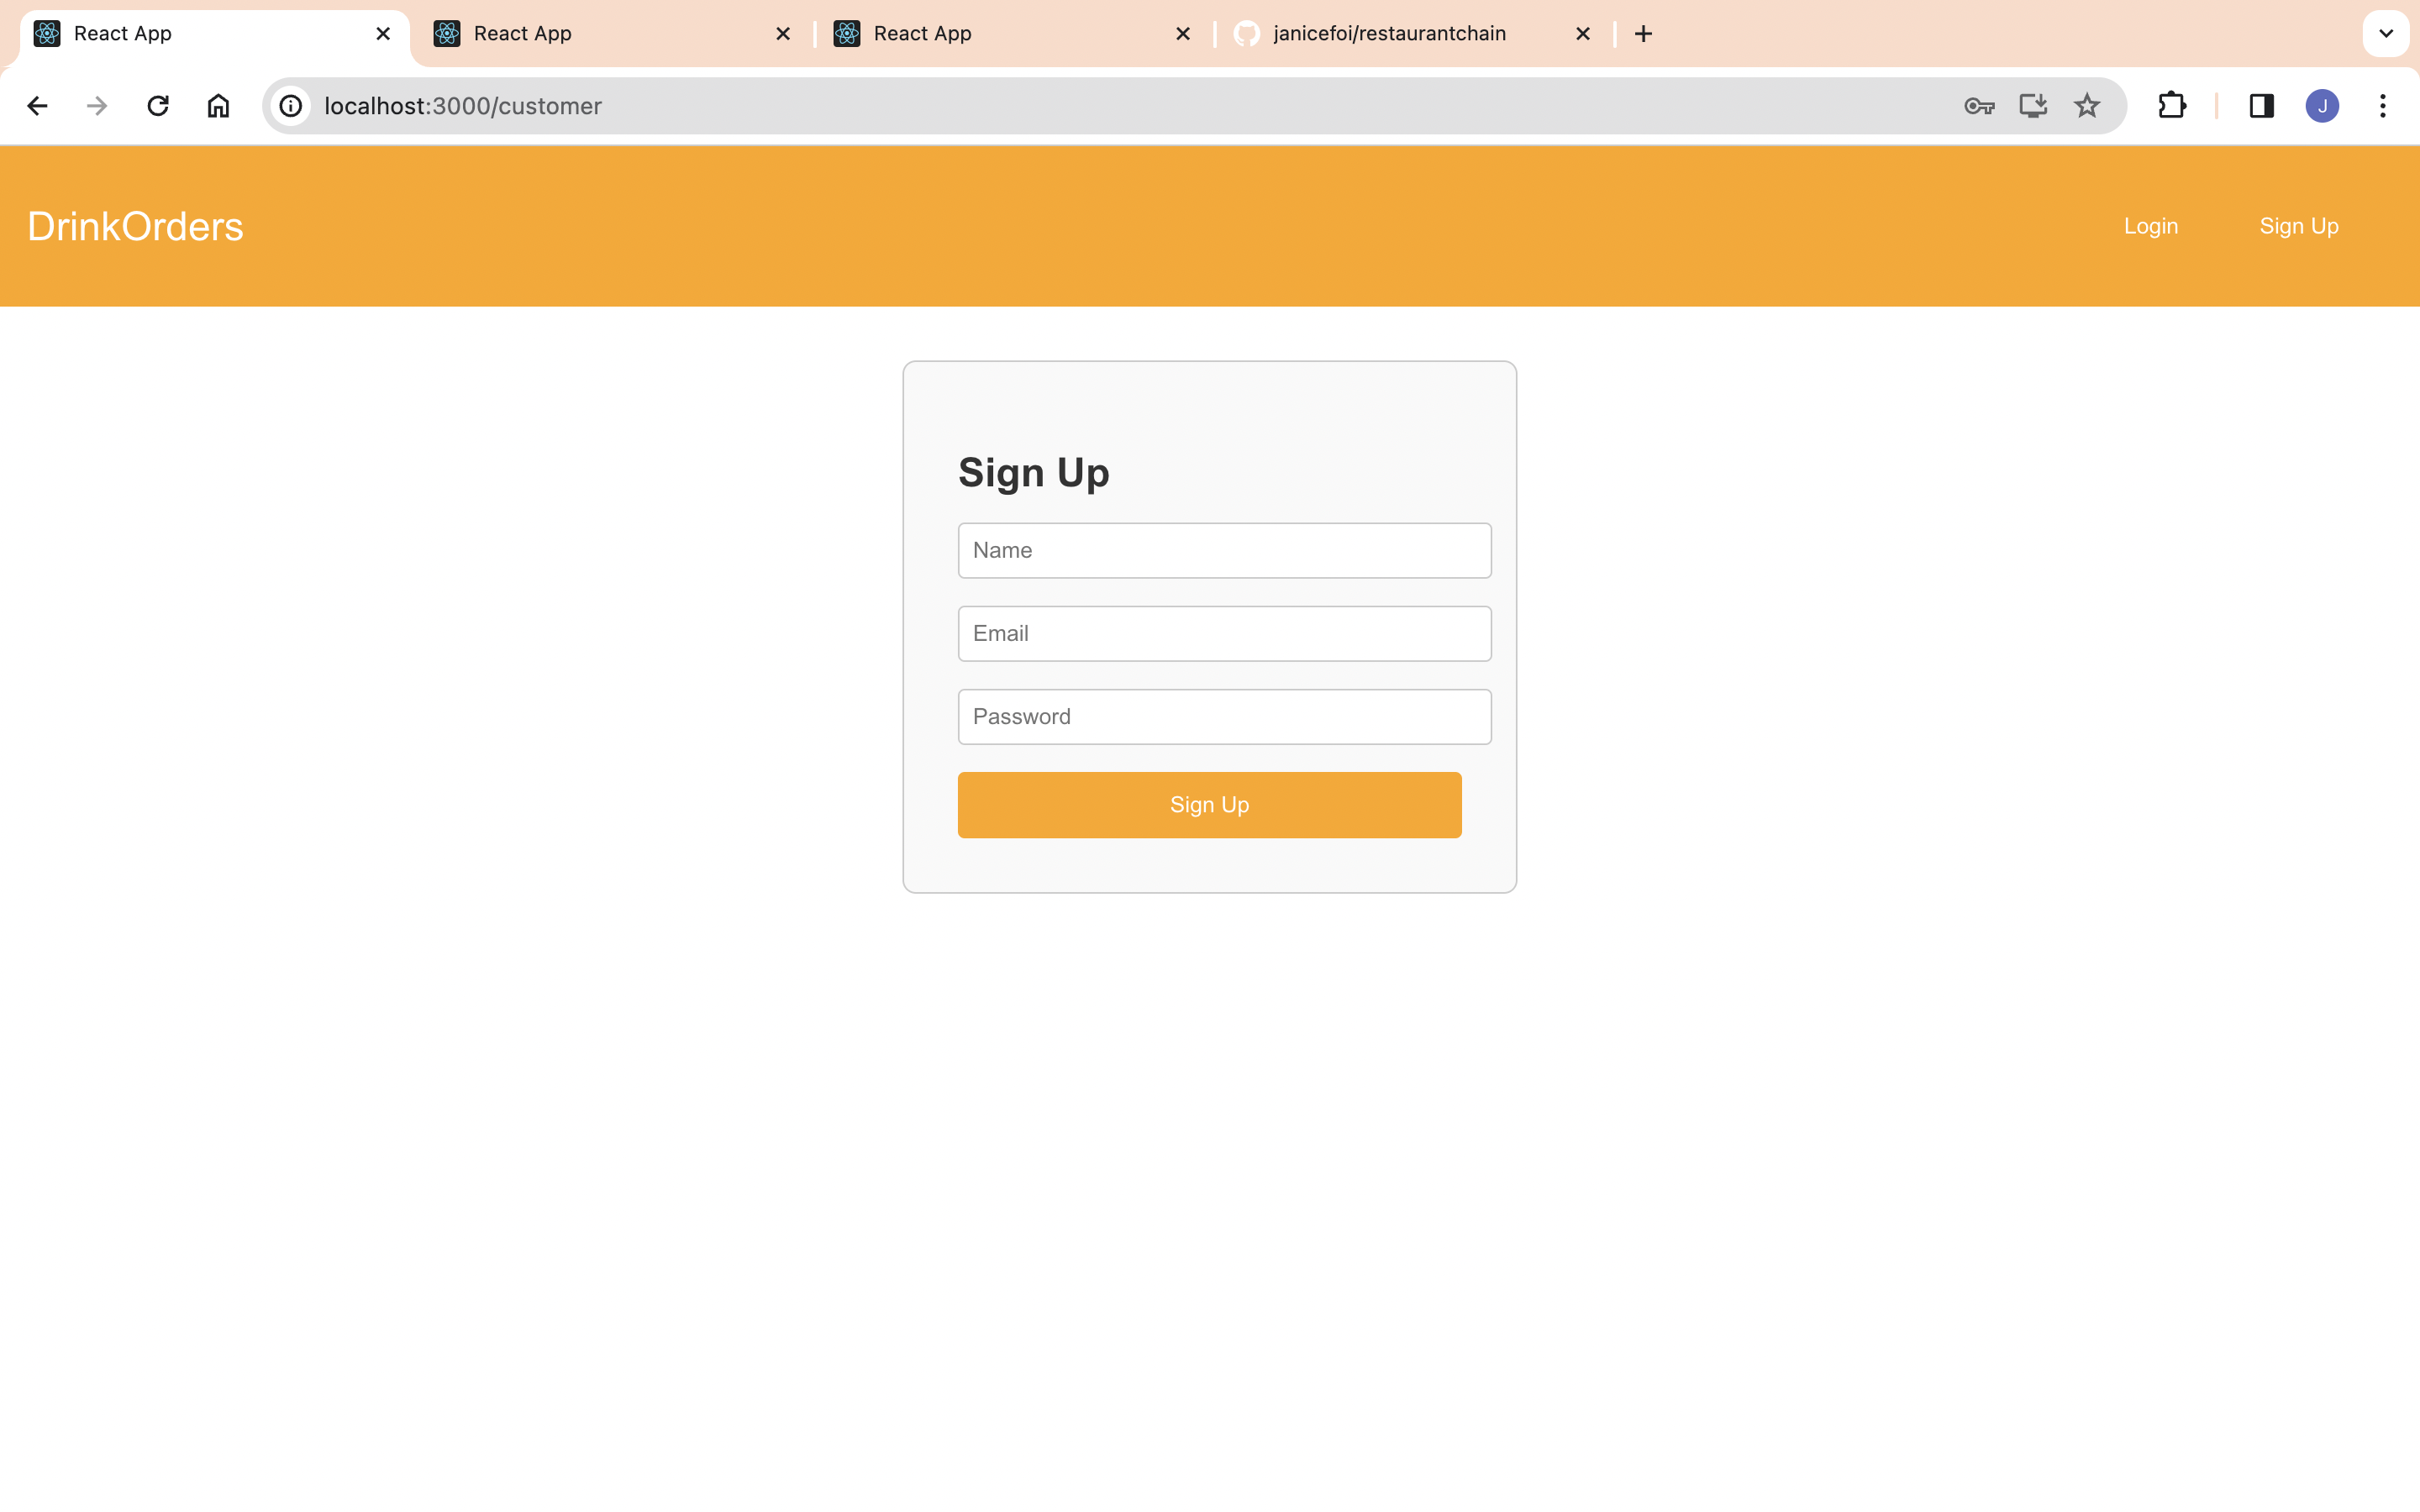 React App
React App
React App
janicefoi/restaurantchain
localhost:3000/customer
J
DrinkOrders
Login
Sign Up
Sign Up
Name
Email
Password
Sign Up